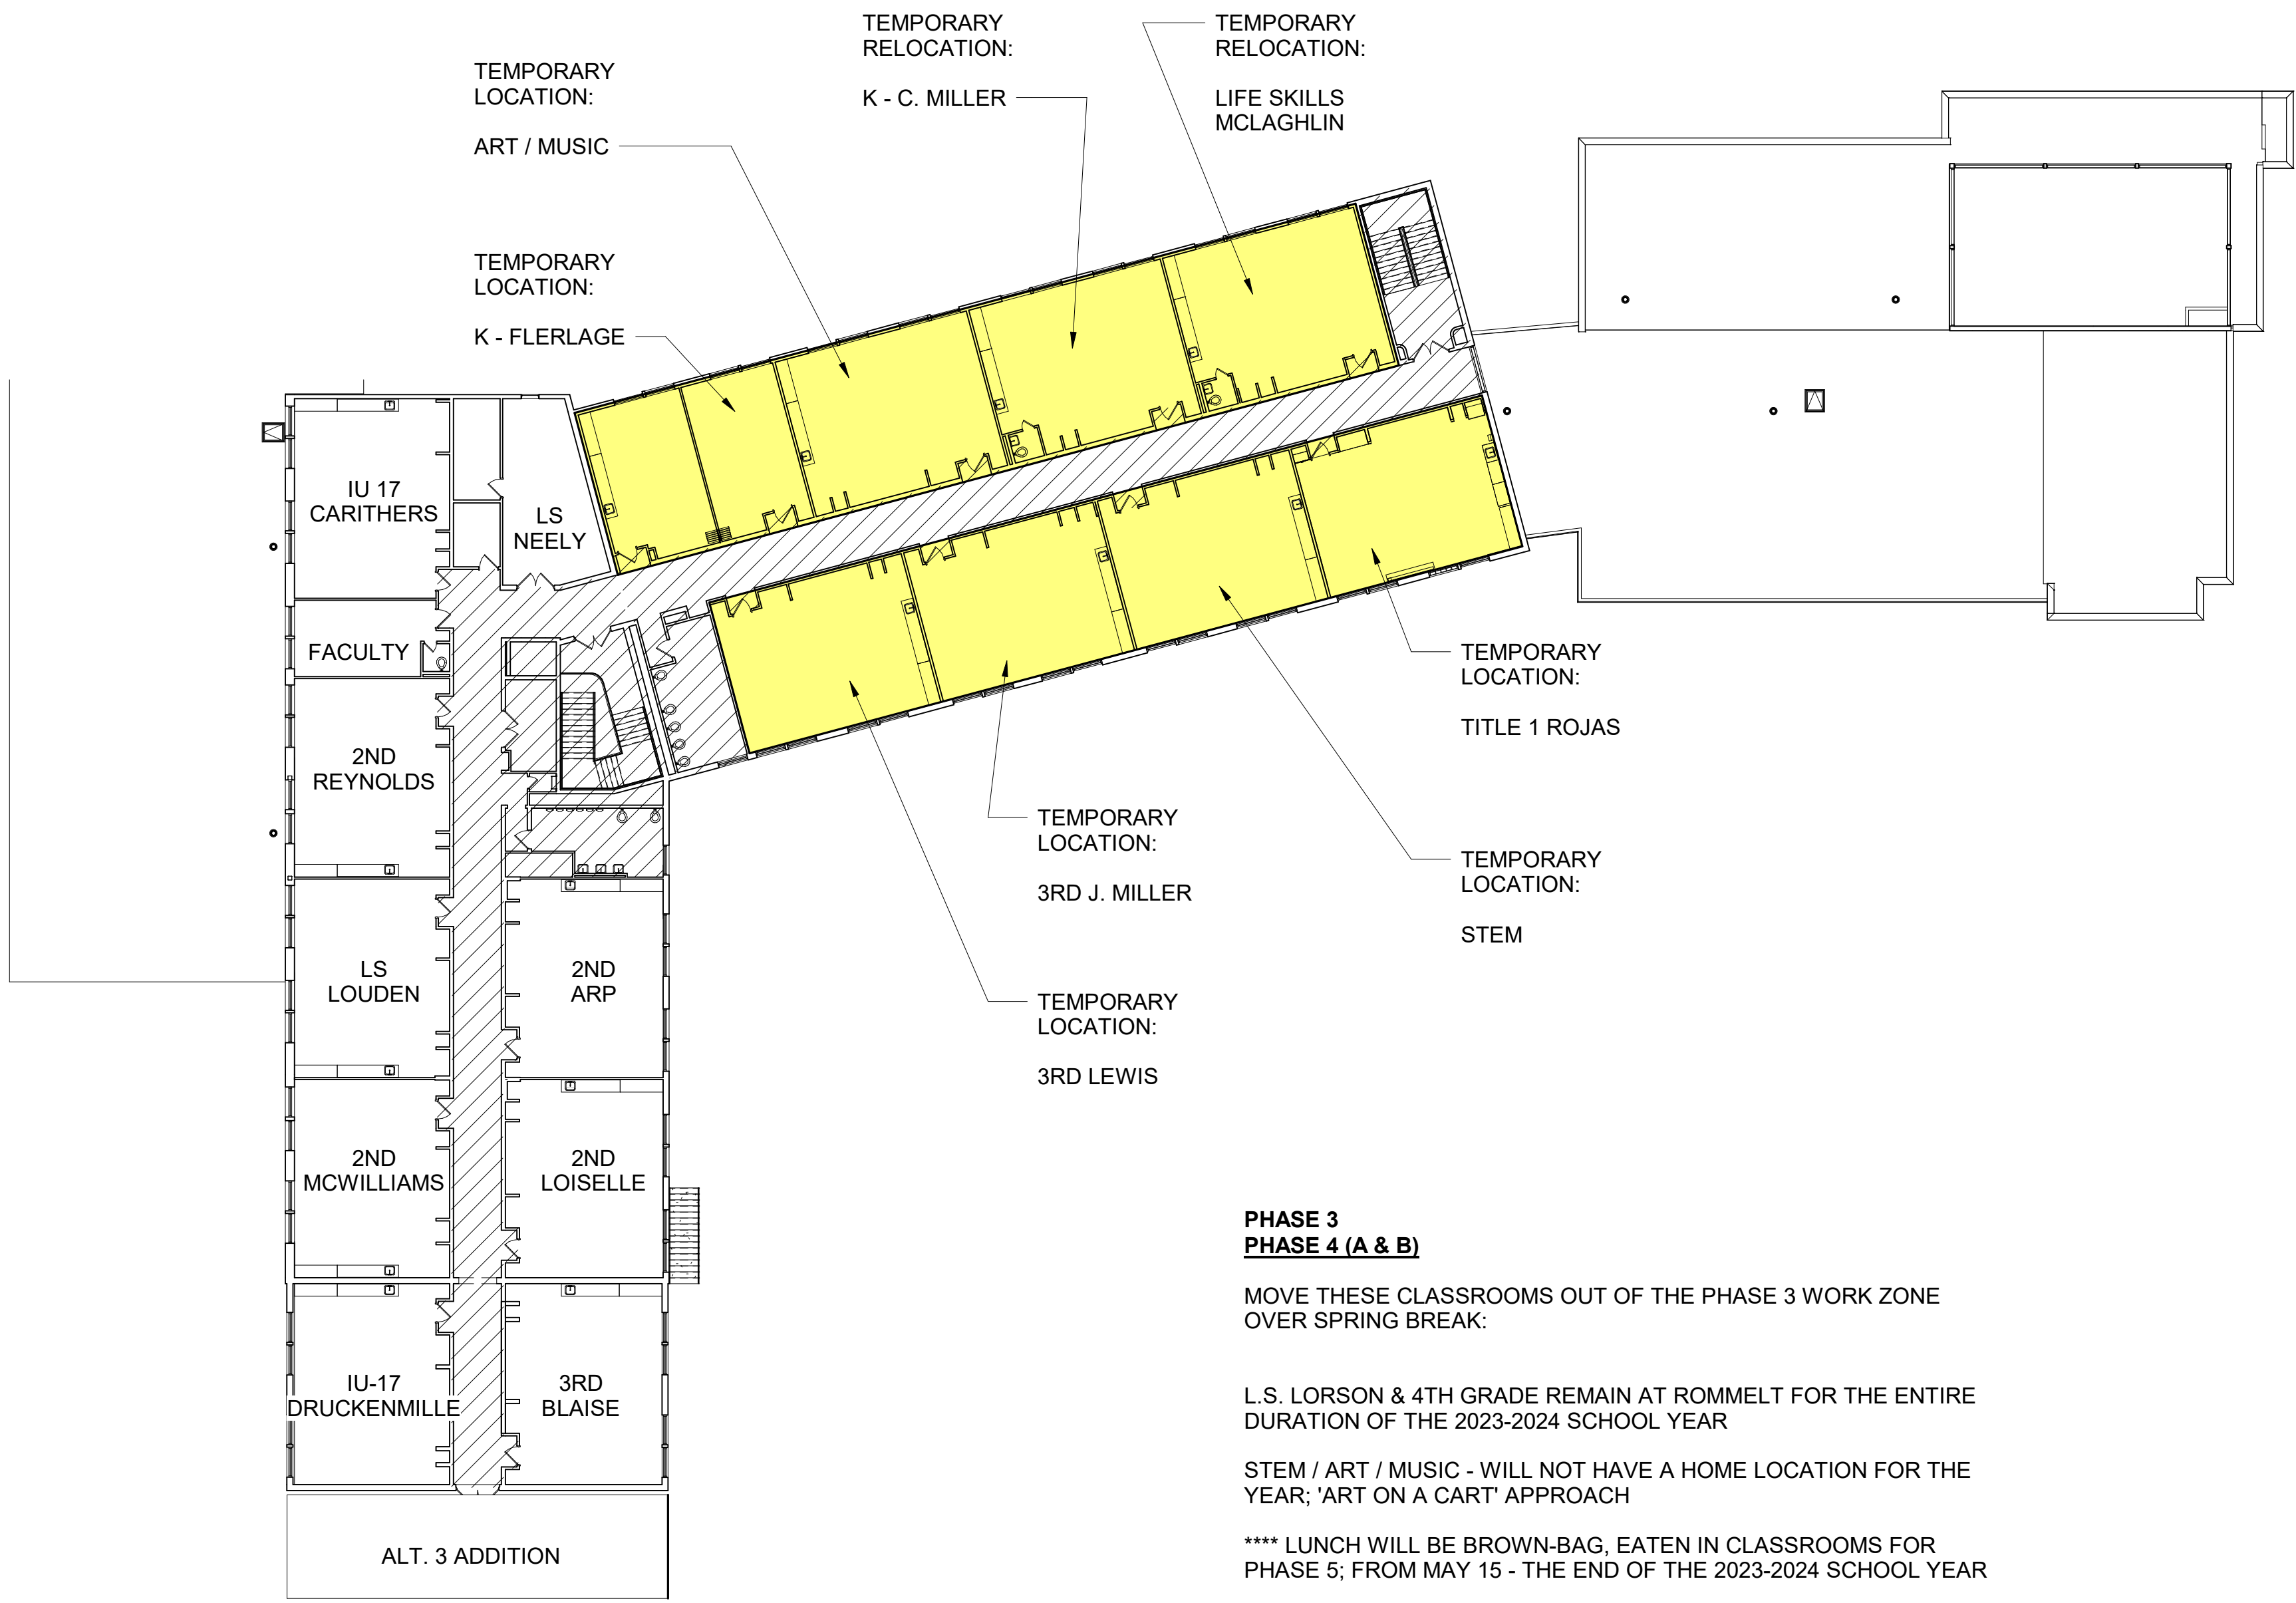 TEMPORARY
RELOCATION:
K - C. MILLER
TEMPORARY
RELOCATION:
LIFE SKILLS
MCLAGHLIN
TEMPORARY
LOCATION:
ART / MUSIC
TEMPORARY
LOCATION:
K - FLERLAGE
IU 17
CARITHERS
LS
NEELY
FACULTY
2ND
REYNOLDS
LS
LOUDEN
2ND
ARP
2ND
MCWILLIAMS
2ND
LOISELLE
IU-17
DRUCKENMILLE
3RD
BLAISE
ALT. 3 ADDITION
TEMPORARY
LOCATION:
TITLE 1 ROJAS
TEMPORARY
LOCATION:
3RD J. MILLER
TEMPORARY
LOCATION:
STEM
TEMPORARY
LOCATION:
3RD LEWIS
PHASE 3
PHASE 4 (A & B)
MOVE THESE CLASSROOMS OUT OF THE PHASE 3 WORK ZONE
OVER SPRING BREAK:
L.S. LORSON & 4TH GRADE REMAIN AT ROMMELT FOR THE ENTIRE
DURATION OF THE 2023-2024 SCHOOL YEAR
STEM / ART / MUSIC - WILL NOT HAVE A HOME LOCATION FOR THE
YEAR; 'ART ON A CART' APPROACH
**** LUNCH WILL BE BROWN-BAG, EATEN IN CLASSROOMS FOR
PHASE 5; FROM MAY 15 - THE END OF THE 2023-2024 SCHOOL YEAR